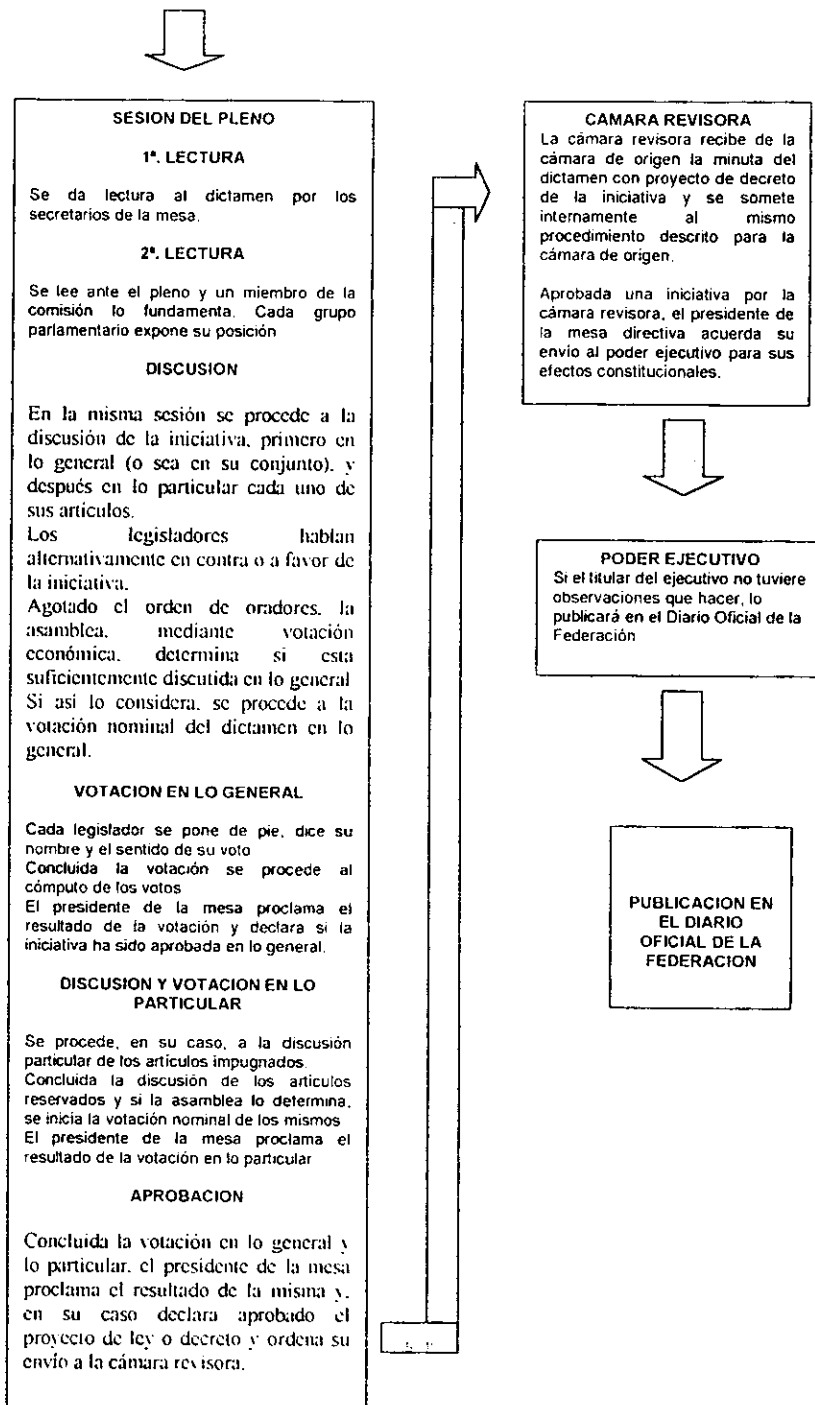 SESION DEL PLENO
1ª. LECTURA
Se da lectura al dictamen por los
secretarios de la mesa.
2ª. LECTURA
Se lee ante el pleno y un miembro de la
comisión lo fundamenta. Cada grupo
parlamentario expone su posición
DISCUSION
En la misma sesión se procede a la
discusión de la iniciativa, primero en
lo general (o sea en su conjunto), y
después en lo particular cada uno de
sus artículos.
Los legisladores hablan
alternativamente en contra o a favor de
la iniciativa.
Agotado el orden de oradores, la
asamblea, mediante votación
económica, determina si esta
suficientemente discutida en lo general
Si así lo considera, se procede a la
votación nominal del dictamen en lo
general.
VOTACION EN LO GENERAL
Cada legislador se pone de pie, dice su
nombre y el sentido de su voto
Concluida la votación se procede al
cómputo de los votos
El presidente de la mesa proclama el
resultado de la votación y declara si la
iniciativa ha sido aprobada en lo general.
DISCUSION Y VOTACION EN LO
PARTICULAR
Se procede, en su caso, a la discusión
particular de los artículos impugnados.
Concluida la discusión de los artículos
reservados y si la asamblea lo determina,
se inicia la votación nominal de los mismos
El presidente de la mesa proclama el
resultado de la votación en lo particular
APROBACION
Concluida la votación en lo general y
lo particular, el presidente de la mesa
proclama el resultado de la misma y,
en su caso declara aprobado el
proyecto de ley o decreto y ordena su
envío a la cámara revisora.
CAMARA REVISORA
La cámara revisora recibe de la
cámara de origen la minuta del
dictamen con proyecto de decreto
de la iniciativa y se somete
internamente al mismo
procedimiento descrito para la
cámara de origen.
Aprobada una iniciativa por la
cámara revisora, el presidente de
la mesa directiva acuerda su
envío al poder ejecutivo para sus
efectos constitucionales.
PODER EJECUTIVO
Si el titular del ejecutivo no tuviere
observaciones que hacer, lo
publicará en el Diario Oficial de la
Federación
PUBLICACION EN
EL DIARIO
OFICIAL DE LA
FEDERACION